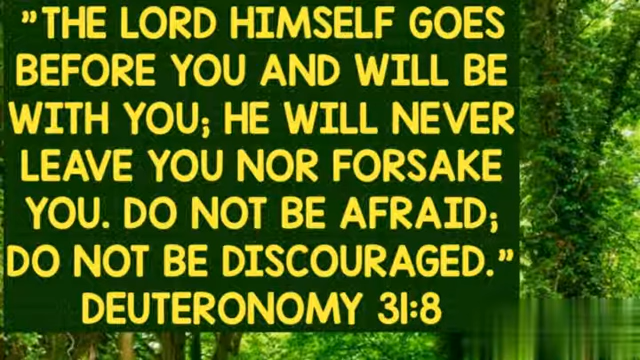 "THE LORD HIMSELF GOES
BEFORE YOU AND WILL BE
WITH YOU; HE WILL NEVER
LEAVE YOU NOR FORSAKE
YOU. DO NOT BE AFRAID;
DO NOT BE DISCOURAGED."
DEUTERONOMY 31:8